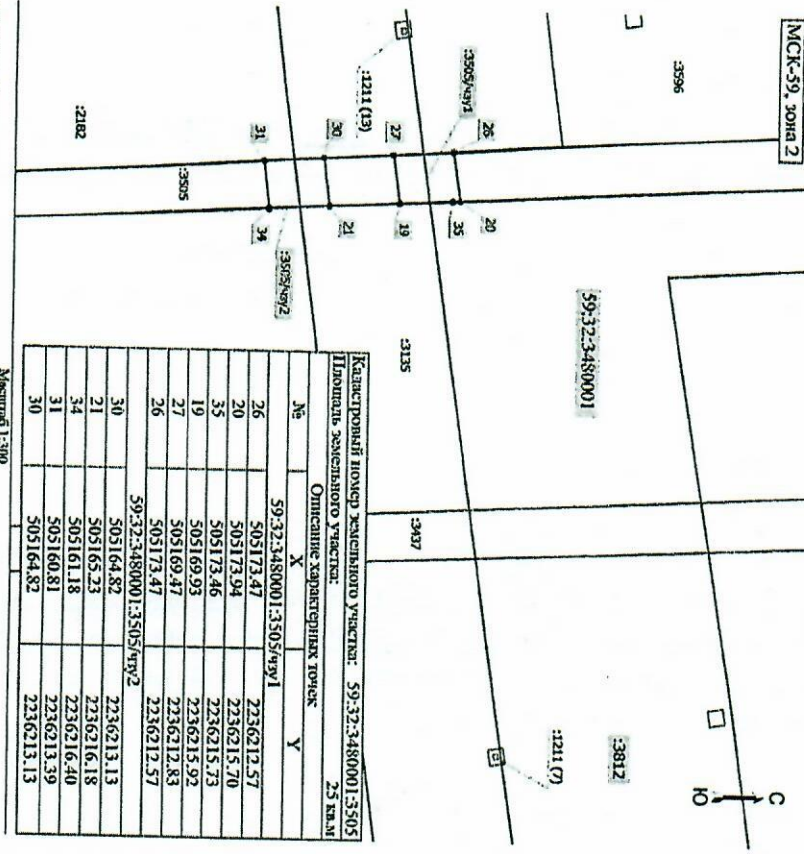 МСК-59, зона 2
:3596
С
Ю
:3812
:1211 (7)
:3505/чзу1
:1211 (13)
26
20
35
27
19
30
21
31
34
59:32:3480001
:3135
:3437
:2182
:3505
:3505/чзу2
Кадастровый номер земельного участка: 59:32:3480001:3505
Площадь земельного участка: 25 кв.м
Описание характерных точек
№ X Y
59:32:3480001:3505/чзу1
26 505173.47 2236212.57
20 505173.94 2236215.70
35 505173.46 2236215.73
19 505169.93 2236215.92
27 505169.47 2236212.83
26 505173.47 2236212.57
59:32:3480001:3505/чзу2
30 505164.82 2236213.13
21 505165.23 2236216.18
34 505161.18 2236216.40
31 505160.81 2236213.39
30 505164.82 2236213.13
Масштаб 1:300